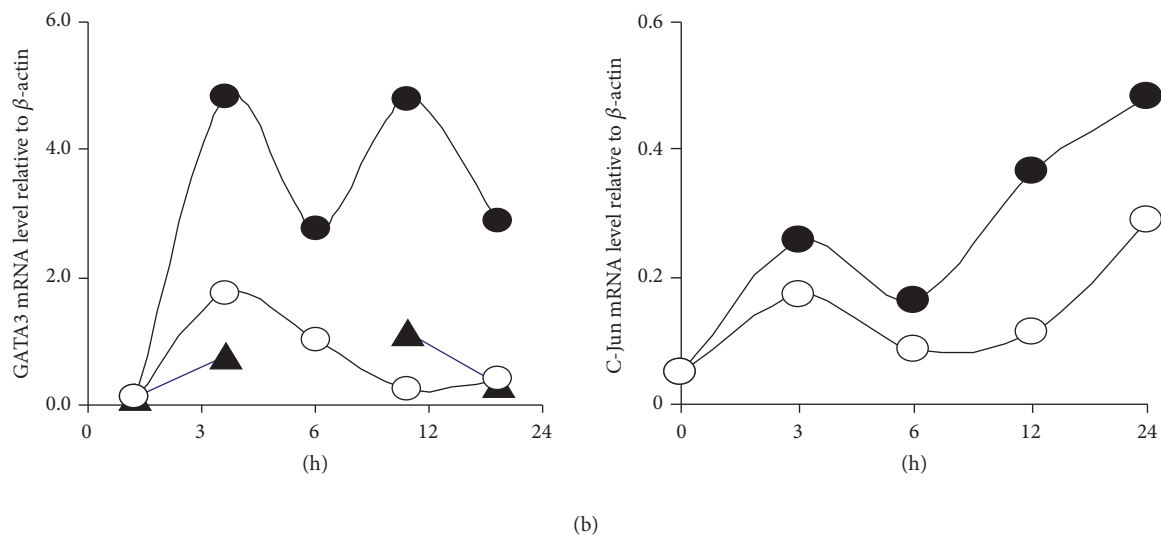 GATA3 mRNA level relative to β-actin
6.0
4.0
2.0
0.0
0 3 6 12 24
(h)
C-Jun mRNA level relative to β-actin
0.6
0.4
0.2
0
0 3 6 12 24
(h)
(b)